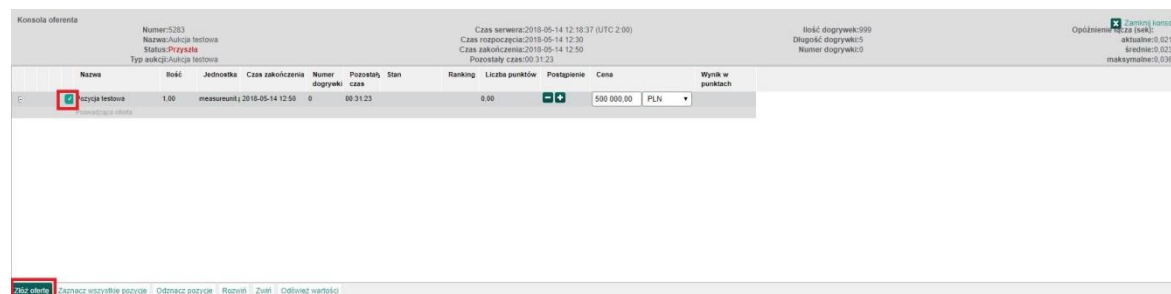 Konsola oferenta
Zamknij konso
Numer:5283
Nazwa:Aukcja testowa
Status:Przyszła
Typ aukcji:Aukcja testowa
Czas serwera:2018-05-14 12:18:37 (UTC 2:00)
Czas rozpoczęcia:2018-05-14 12:30
Czas zakończenia:2018-05-14 12:50
Pozostały czas:00:31:23
Ilość dogrywek:999
Długość dogrywki:5
Numer dogrywki:0
Opóźnienie łącza (sek):
aktualne:0,021
średnie:0,023
maksymalne:0,036
Nazwa Ilość Jednostka Czas zakończenia Numer dogrywki Pozostały czas Stan Ranking Liczba punktów Postąpienie Cena Wynik w punktach
Pozycja testowa 1,00 measureunit.j 2018-05-14 12:50 0 00:31:23 0,00 500 000,00 PLN
Prowadząca oferta
Złóż ofertę Zaznacz wszystkie pozycje Odznacz pozycje Rozwiń Zwiń Odśwież wartości